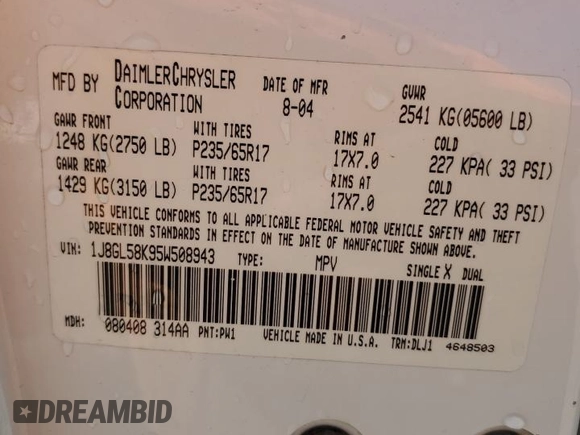 MFD BY DAIMLERCHRYSLER CORPORATION DATE OF MFR 8-04 GVWR 2541 KG(05600 LB)
GAWR FRONT WITH TIRES RIMS AT COLD
1248 KG(2750 LB) P235/65R17 17X7.0 227 KPA( 33 PSI)
GAWR REAR WITH TIRES RIMS AT COLD
1429 KG(3150 LB) P235/65R17 17X7.0 227 KPA( 33 PSI)
THIS VEHICLE CONFORMS TO ALL APPLICABLE FEDERAL MOTOR VEHICLE SAFETY AND THEFT
PREVENTION STANDARDS IN EFFECT ON THE DATE OF MANUFACTURE SHOWN ABOVE.
VIN: 1J8GL58K95W508943 TYPE: MPV SINGLE X DUAL
MDH: 080408 314AA PNT:PW1 VEHICLE MADE IN U.S.A. TRM:DLJ1 4648503
DREAMBID